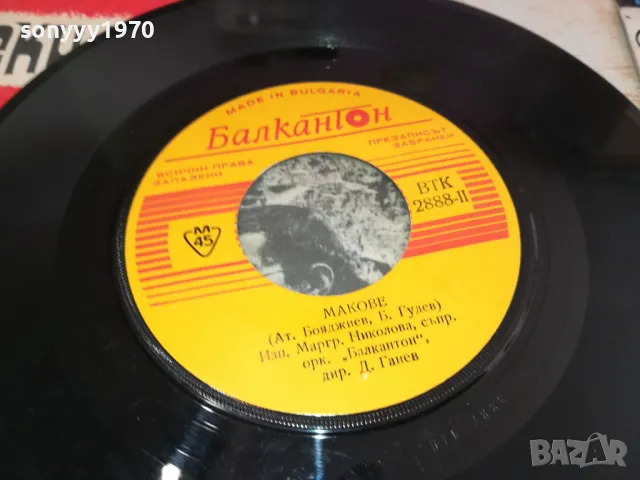 sonyyy1970
MADE IN BULGARIA
Балкантон
ВСИЧКИ ПРАВА
ЗАПАЗЕНИ
ПРЕЗАПИСЪТ
ЗАБРАНЕН
ВТК
2888-II
M
45
МАКОВЕ
(Ат. Бояджиев, Б. Гудев)
Изп. Маргр. Николова, съпр.
орк. „Балкантон",
дир. Д. Ганев
BAZAR
bg